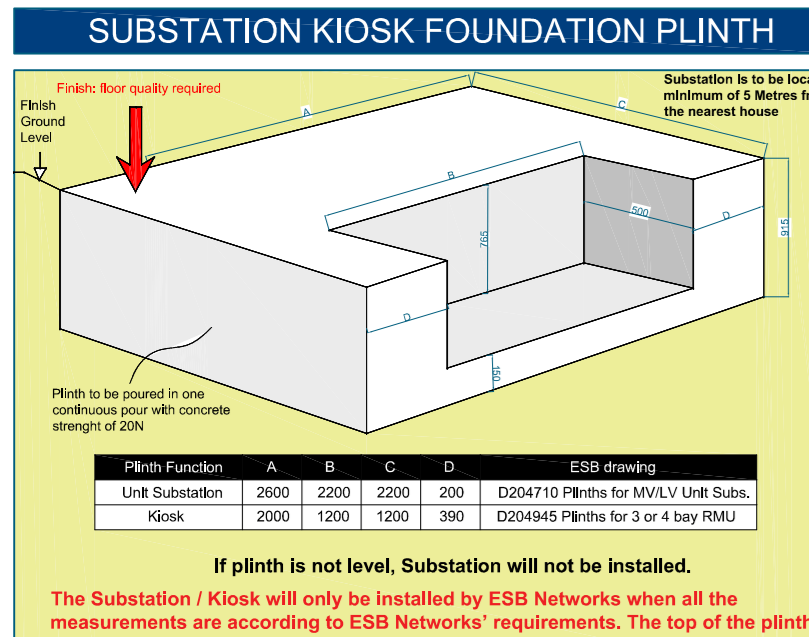 SUBSTATION KIOSK FOUNDATION PLINTH
Finish: floor quality required
Finish
Ground
Level
Substation is to be loca
minimum of 5 Metres fr
the nearest house
A
C
B
500
D
765
915
D
150
Plinth to be poured in one
continuous pour with concrete
strenght of 20N
Plinth Function A B C D ESB drawing
Unit Substation 2600 2200 2200 200 D204710 Plinths for MV/LV Unit Subs.
Kiosk 2000 1200 1200 390 D204945 Plinths for 3 or 4 bay RMU
If plinth is not level, Substation will not be installed.
The Substation / Kiosk will only be installed by ESB Networks when all the
measurements are according to ESB Networks' requirements. The top of the plinth